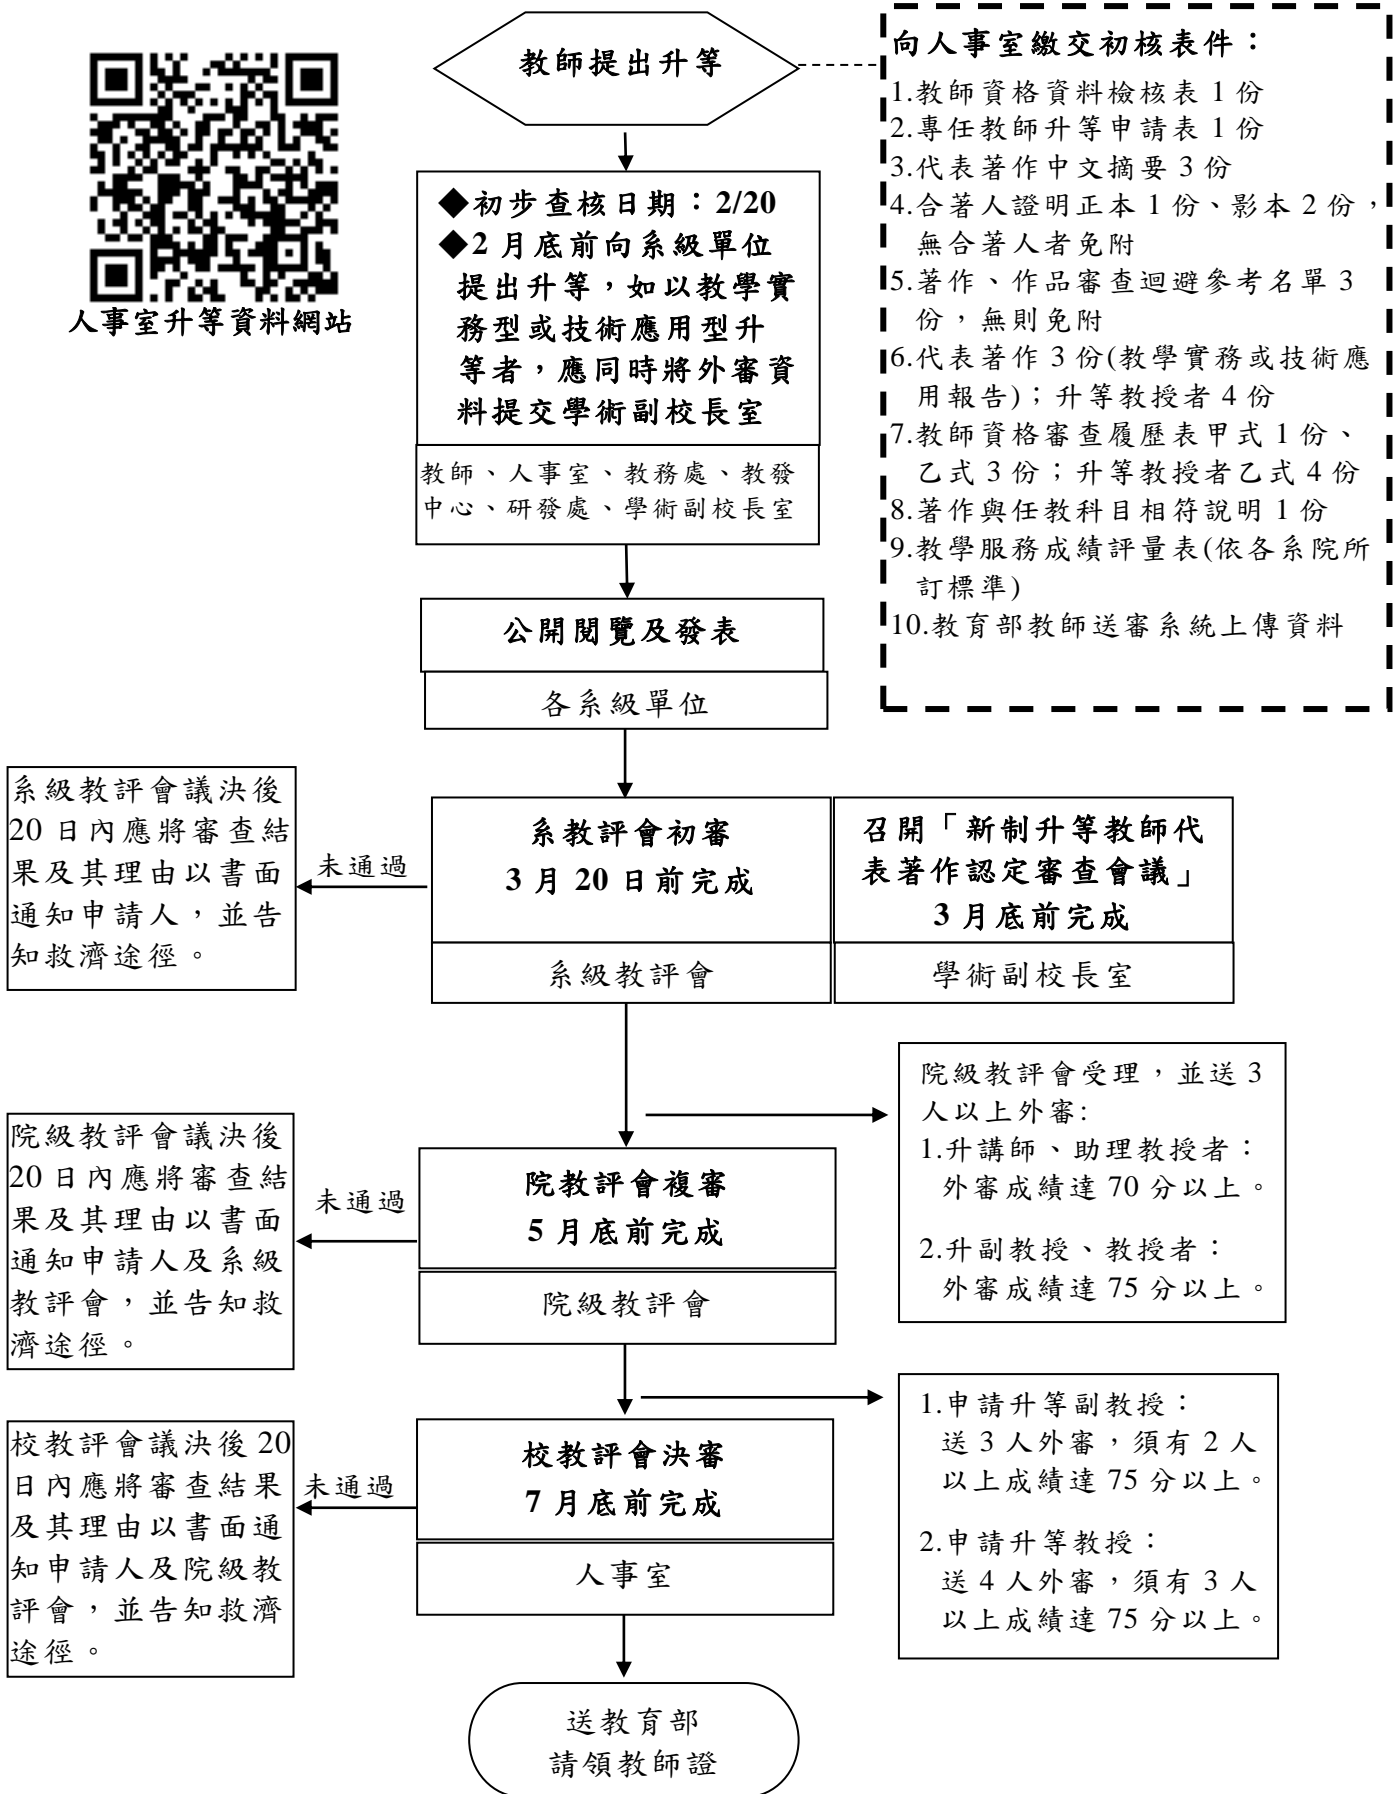 教師提出升等
向人事室繳交初核表件：
1.教師資格資料檢核表 1 份
2.專任教師升等申請表 1 份
3.代表著作中文摘要 3 份
4.合著人證明正本 1 份、影本 2 份，
無合著人者免附
5.著作、作品審查迴避參考名單 3
份，無則免附
6.代表著作 3 份(教學實務或技術應
用報告)；升等教授者 4 份
7.教師資格審查履歷表甲式 1 份、
乙式 3 份；升等教授者乙式 4 份
8.著作與任教科目相符說明 1 份
9.教學服務成績評量表(依各系院所
訂標準)
10.教育部教師送審系統上傳資料
人事室升等資料網站
◆初步查核日期：2/20
◆2 月底前向系級單位
提出升等，如以教學實
務型或技術應用型升
等者，應同時將外審資
料提交學術副校長室
教師、人事室、教務處、教發
中心、研發處、學術副校長室
公開閱覽及發表
各系級單位
系級教評會議決後
20 日內應將審查結
果及其理由以書面
通知申請人，並告
知救濟途徑。
未通過
系教評會初審
3 月 20 日前完成
系級教評會
召開「新制升等教師代
表著作認定審查會議」
3 月底前完成
學術副校長室
院級教評會受理，並送 3
人以上外審:
1.升講師、助理教授者：
外審成績達 70 分以上。
2.升副教授、教授者：
外審成績達 75 分以上。
院級教評會議決後
20 日內應將審查結
果及其理由以書面
通知申請人及系級
教評會，並告知救
濟途徑。
未通過
院教評會複審
5 月底前完成
院級教評會
1.申請升等副教授：
送 3 人外審，須有 2 人
以上成績達 75 分以上。
2.申請升等教授：
送 4 人外審，須有 3 人
以上成績達 75 分以上。
校教評會議決後 20
日內應將審查結果
及其理由以書面通
知申請人及院級教
評會，並告知救濟
途徑。
未通過
校教評會決審
7 月底前完成
人事室
送教育部
請領教師證